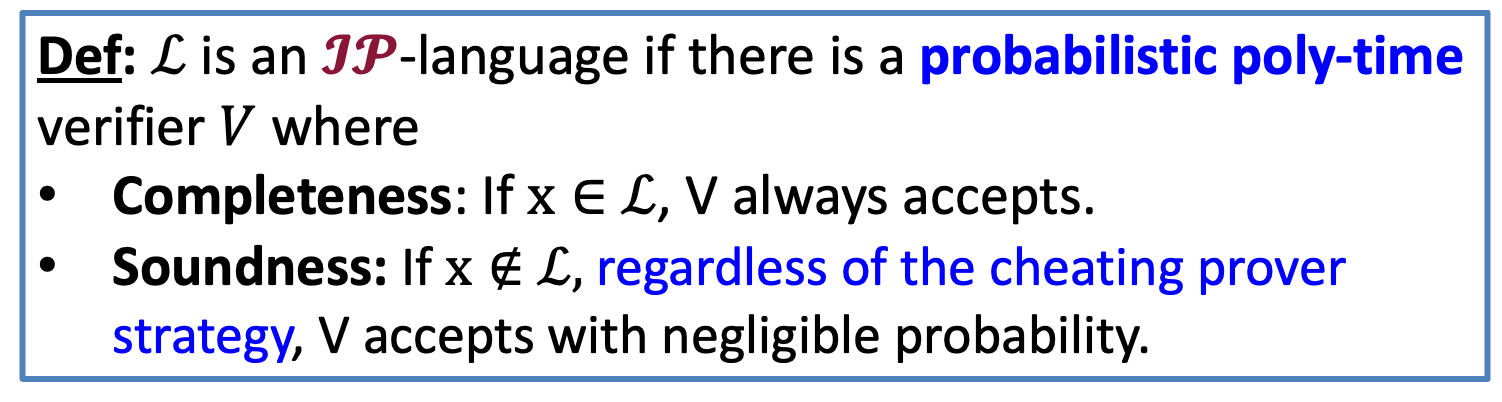 Def: ℒ is an 𝓘𝓟-language if there is a probabilistic poly-time
verifier 𝑉 where
• Completeness: If x ∈ ℒ, V always accepts.
• Soundness: If x ∉ ℒ, regardless of the cheating prover
strategy, V accepts with negligible probability.